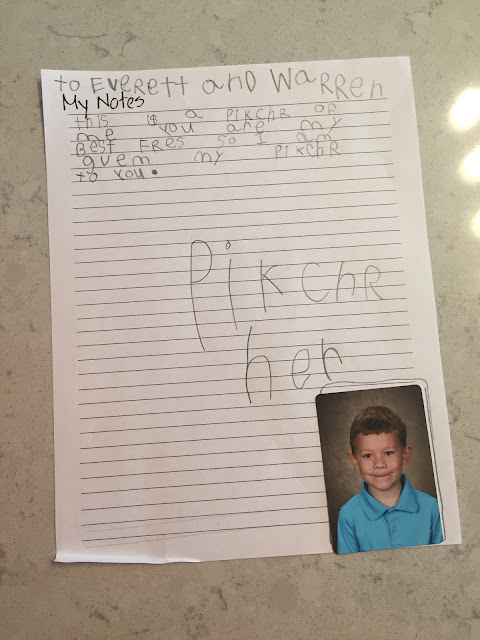 to EvErEtt and WaRREN
My Notes
this is a PikchR OF
me you are my
BEST FRES so I am
gven my PikchR
to you.
PikchR
her